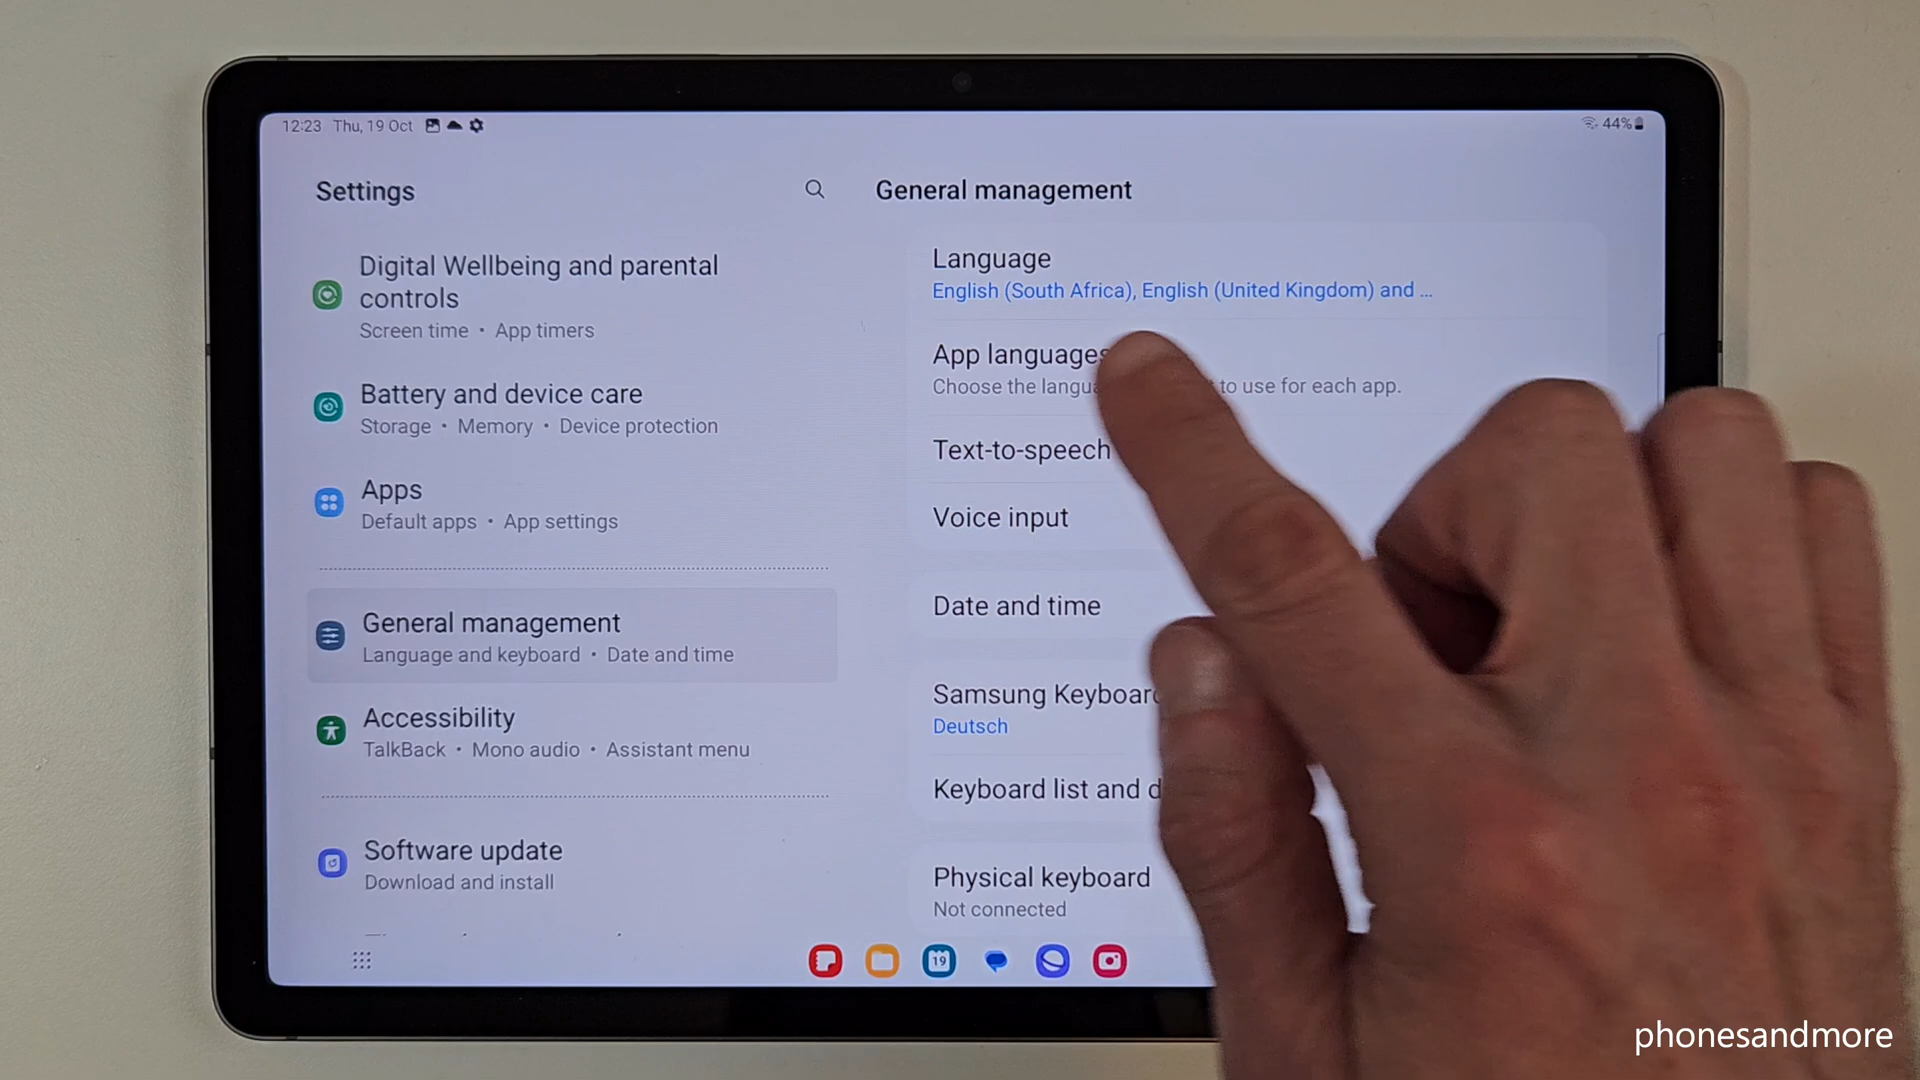 12:23 Thu, 19 Oct
44%
Settings
Digital Wellbeing and parental
controls
Screen time • App timers
Battery and device care
Storage • Memory • Device protection
Apps
Default apps • App settings
General management
Language and keyboard • Date and time
Accessibility
TalkBack • Mono audio • Assistant menu
Software update
Download and install
General management
Language
English (South Africa), English (United Kingdom) and ...
App languages
Choose the to use for each app.
Text-to-speech
Voice input
Date and time
Samsung Keyboard
Deutsch
Keyboard list and
Physical keyboard
Not connected
19
phonesandmore